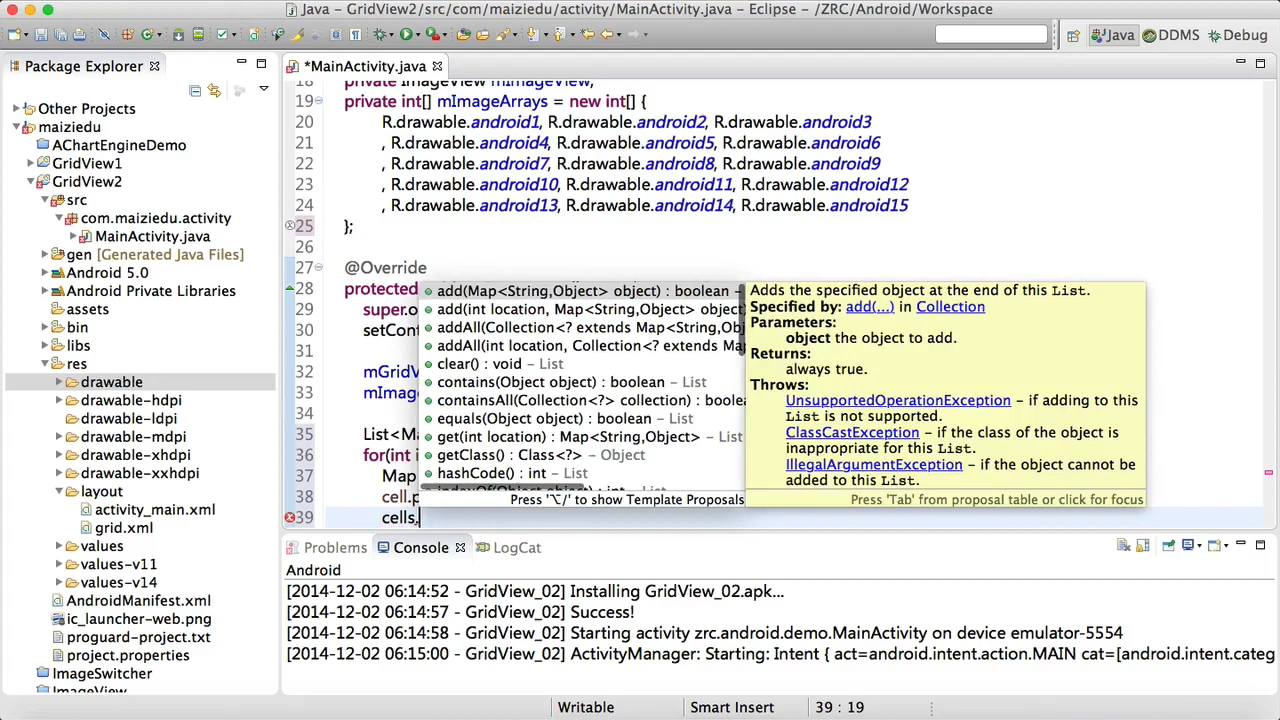 Java - GridView2/src/com/maiziedu/activity/MainActivity.java - Eclipse - /ZRC/Android/Workspace
Java DDMS Debug
Package Explorer
Other Projects
maiziedu
AChartEngineDemo
GridView1
GridView2
src
com.maiziedu.activity
MainActivity.java
gen [Generated Java Files]
Android 5.0
Android Private Libraries
assets
bin
libs
res
drawable
drawable-hdpi
drawable-ldpi
drawable-mdpi
drawable-xhdpi
drawable-xxhdpi
layout
activity_main.xml
grid.xml
values
values-v11
values-v14
AndroidManifest.xml
ic_launcher-web.png
proguard-project.txt
project.properties
ImageSwitcher
ImageView
*MainActivity.java
18 private ImageView mImageView;
19 private int[] mImageArrays = new int[] {
20 R.drawable.android1, R.drawable.android2, R.drawable.android3
21 , R.drawable.android4, R.drawable.android5, R.drawable.android6
22 , R.drawable.android7, R.drawable.android8, R.drawable.android9
23 , R.drawable.android10, R.drawable.android11, R.drawable.android12
24 , R.drawable.android13, R.drawable.android14, R.drawable.android15
25 };
26
27 @Override
28 protected
29 super.o
30 setCont
31
32 mGridV
33 mImag
34
35 List<Ma
36 for(int i
37 Map
38 cell.p
39 cells.
add(Map<String,Object> object) : boolean –
add(int location, Map<String,Object> object)
addAll(Collection<? extends Map<String,Obj
addAll(int location, Collection<? extends Ma
clear() : void - List
contains(Object object) : boolean - List
containsAll(Collection<?> collection) : boolean
equals(Object object) : boolean - List
get(int location) : Map<String,Object> - List
getClass() : Class<?> - Object
hashCode() : int - List
indexOf(Object object) : int - List
Press '⌥/' to show Template Proposals
Adds the specified object at the end of this List.
Specified by: add(...) in Collection
Parameters:
object the object to add.
Returns:
always true.
Throws:
UnsupportedOperationException - if adding to this
List is not supported.
ClassCastException - if the class of the object is
inappropriate for this List.
IllegalArgumentException - if the object cannot be
added to this List.
Press 'Tab' from proposal table or click for focus
Problems Console LogCat
Android
[2014-12-02 06:14:52 - GridView_02] Installing GridView_02.apk...
[2014-12-02 06:14:57 - GridView_02] Success!
[2014-12-02 06:14:58 - GridView_02] Starting activity zrc.android.demo.MainActivity on device emulator-5554
[2014-12-02 06:15:00 - GridView_02] ActivityManager: Starting: Intent { act=android.intent.action.MAIN cat=[android.intent.categ
Writable Smart Insert 39 : 19